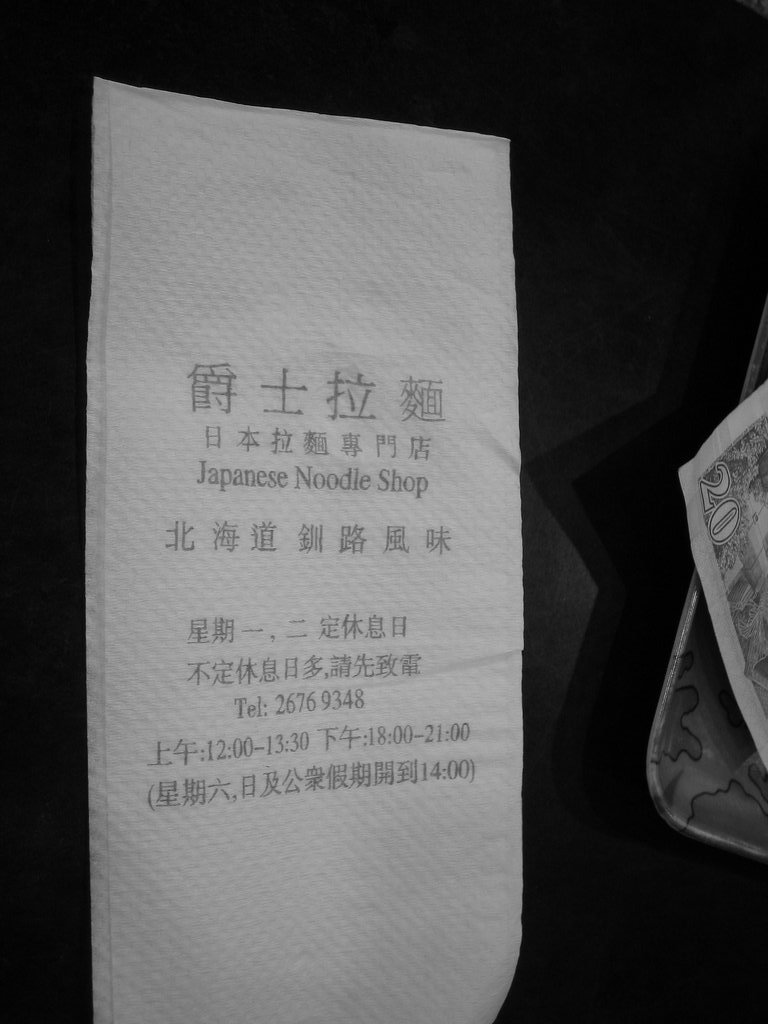 爵士拉麵
日本拉麵專門店
Japanese Noodle Shop
北海道 釧路風味
星期一, 二 定休息日
不定休息日多,請先致電
Tel: 2676 9348
上午:12:00-13:30 下午:18:00-21:00
(星期六,日及公衆假期開到14:00)
20